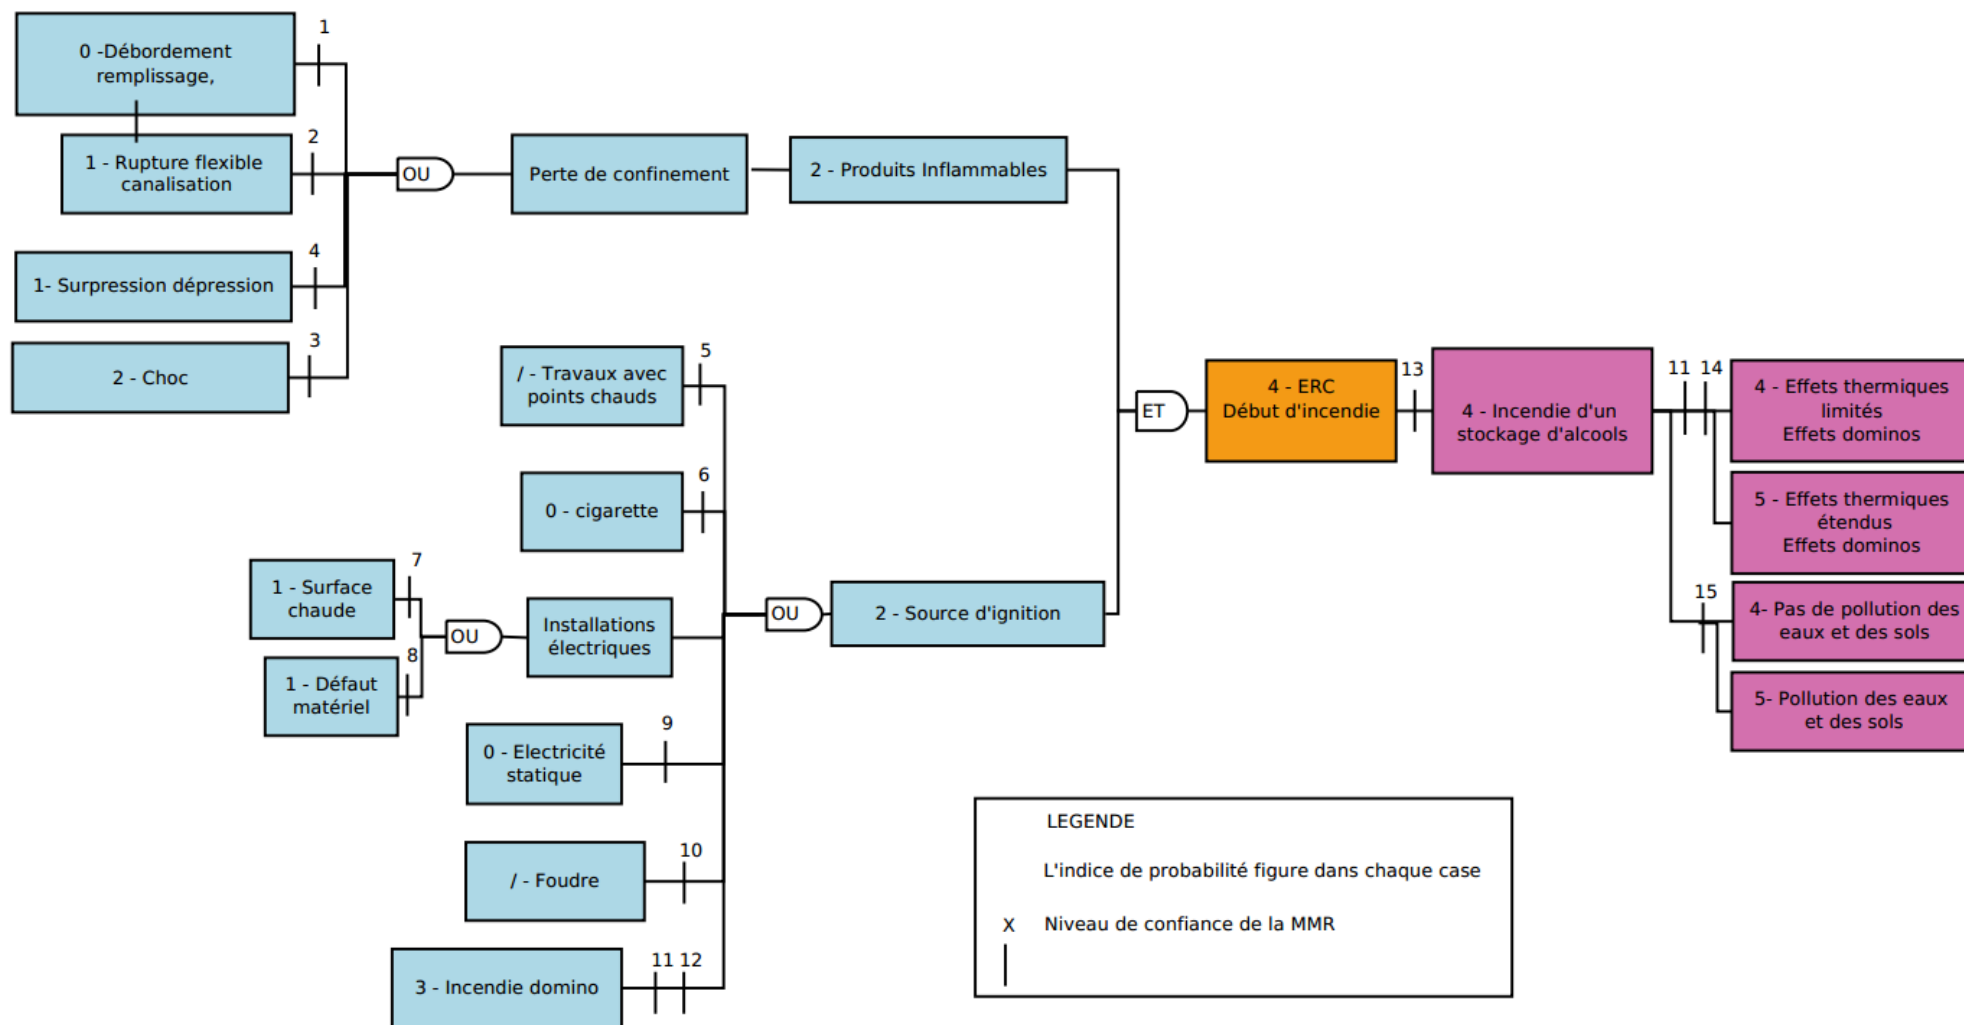 1
0 -Débordement
remplissage,
2
1 - Rupture flexible
canalisation
OU
Perte de confinement
2 - Produits Inflammables
4
1- Surpression dépression
3
2 - Choc
5
/ - Travaux avec
points chauds
6
0 - cigarette
7
1 - Surface
chaude
OU
Installations
électriques
8
1 - Défaut
matériel
9
0 - Electricité
statique
10
/ - Foudre
11 12
3 - Incendie domino
OU
2 - Source d'ignition
ET
4 - ERC
Début d'incendie
13
4 - Incendie d'un
stockage d'alcools
11 14
4 - Effets thermiques
limités
Effets dominos
5 - Effets thermiques
étendus
Effets dominos
15
4- Pas de pollution des
eaux et des sols
5- Pollution des eaux
et des sols
LEGENDE
L'indice de probabilité figure dans chaque case
X Niveau de confiance de la MMR